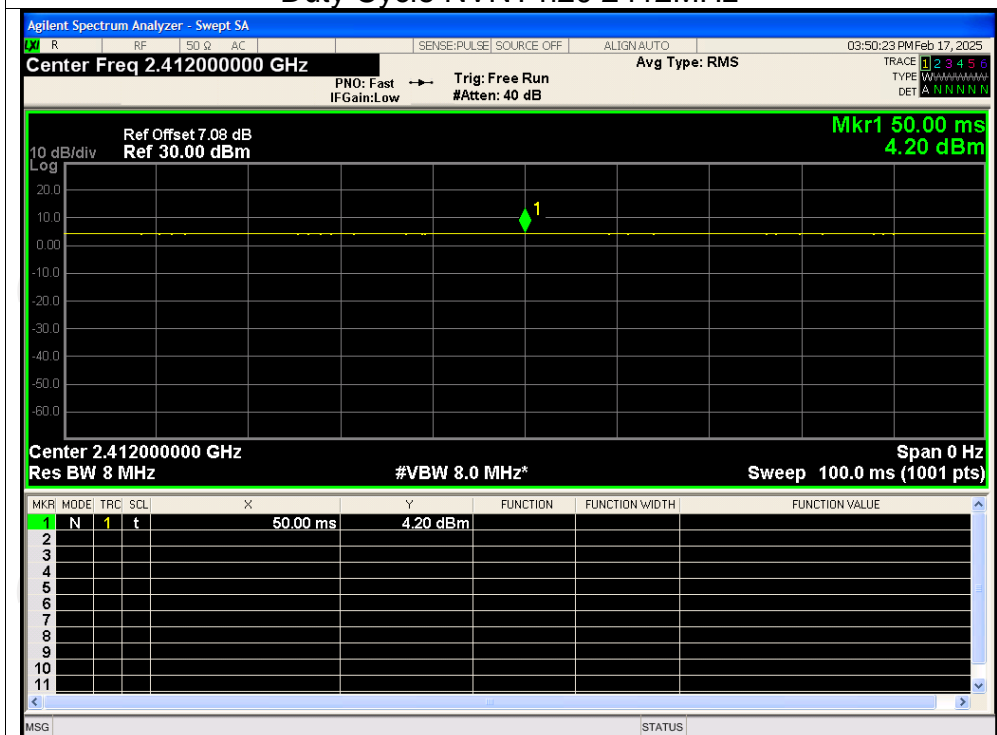 Agilent Spectrum Analyzer - Swept SA
LXI R RF 50 Ω AC SENSE:PULSE SOURCE OFF ALIGN AUTO 03:50:23 PM Feb 17, 2025
Center Freq 2.412000000 GHz Avg Type: RMS TRACE 1 2 3 4 5 6
PNO: Fast Trig: Free Run TYPE WWWWWW
IFGain:Low #Atten: 40 dB DET A N N N N N
Mkr1 50.00 ms
Ref Offset 7.08 dB
10 dB/div Ref 30.00 dBm 4.20 dBm
Log
20.0
10.0
1
0.00
-10.0
-20.0
-30.0
-40.0
-50.0
-60.0
Center 2.412000000 GHz Span 0 Hz
Res BW 8 MHz #VBW 8.0 MHz* Sweep 100.0 ms (1001 pts)
MKR MODE TRC SCL X Y FUNCTION FUNCTION WIDTH FUNCTION VALUE
1 N 1 t 50.00 ms 4.20 dBm
2
3
4
5
6
7
8
9
10
11
MSG STATUS